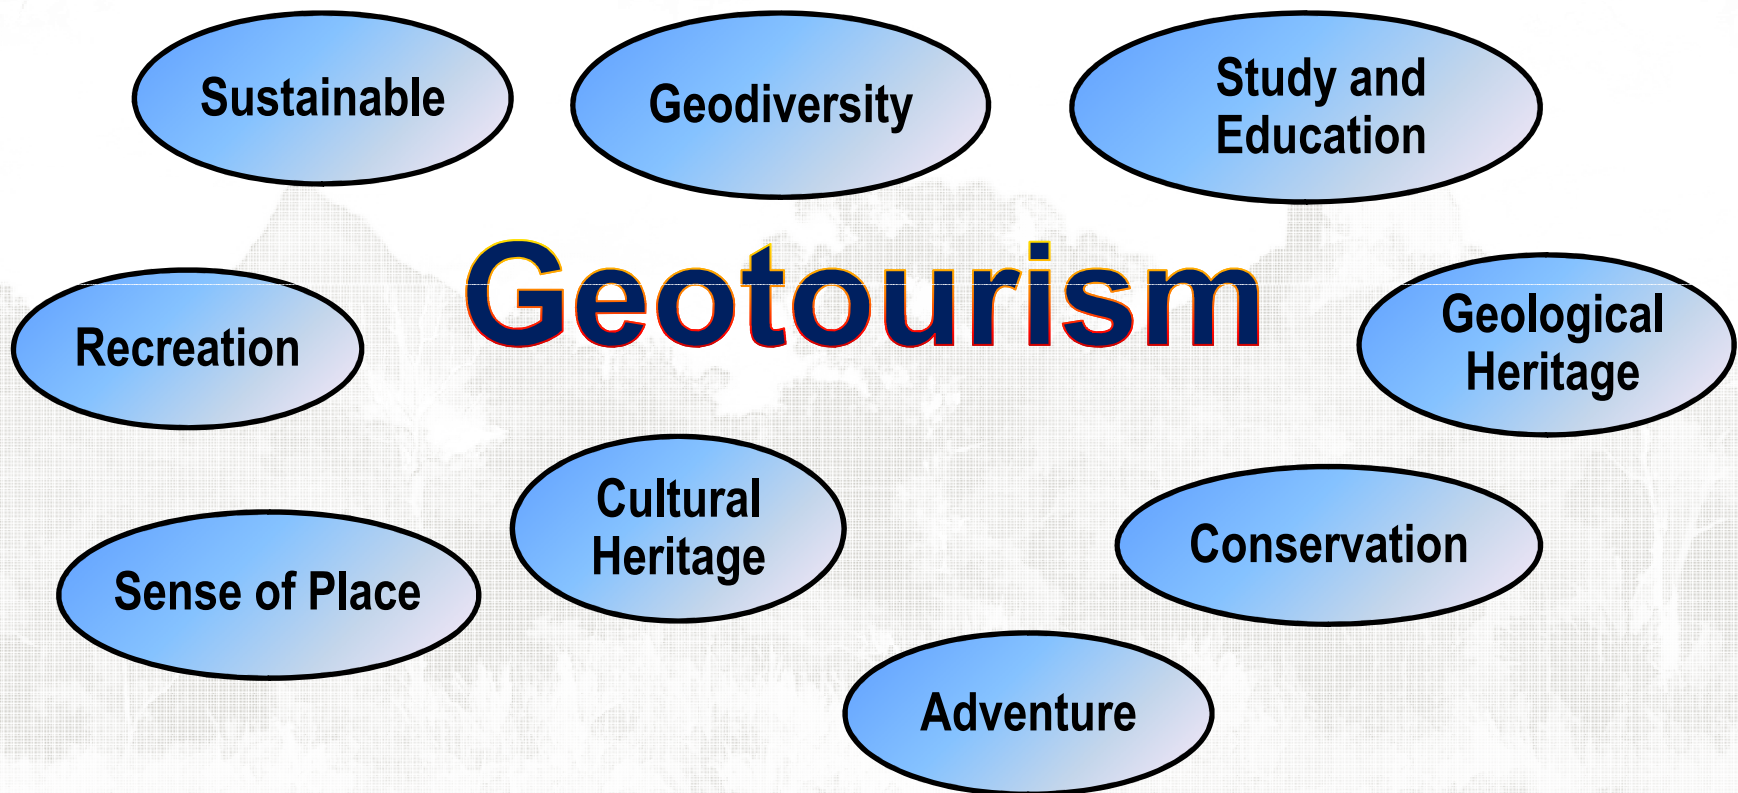 Sustainable
Geodiversity
Study and
Education
Geotourism
Recreation
Geological
Heritage
Cultural
Heritage
Conservation
Sense of Place
Adventure